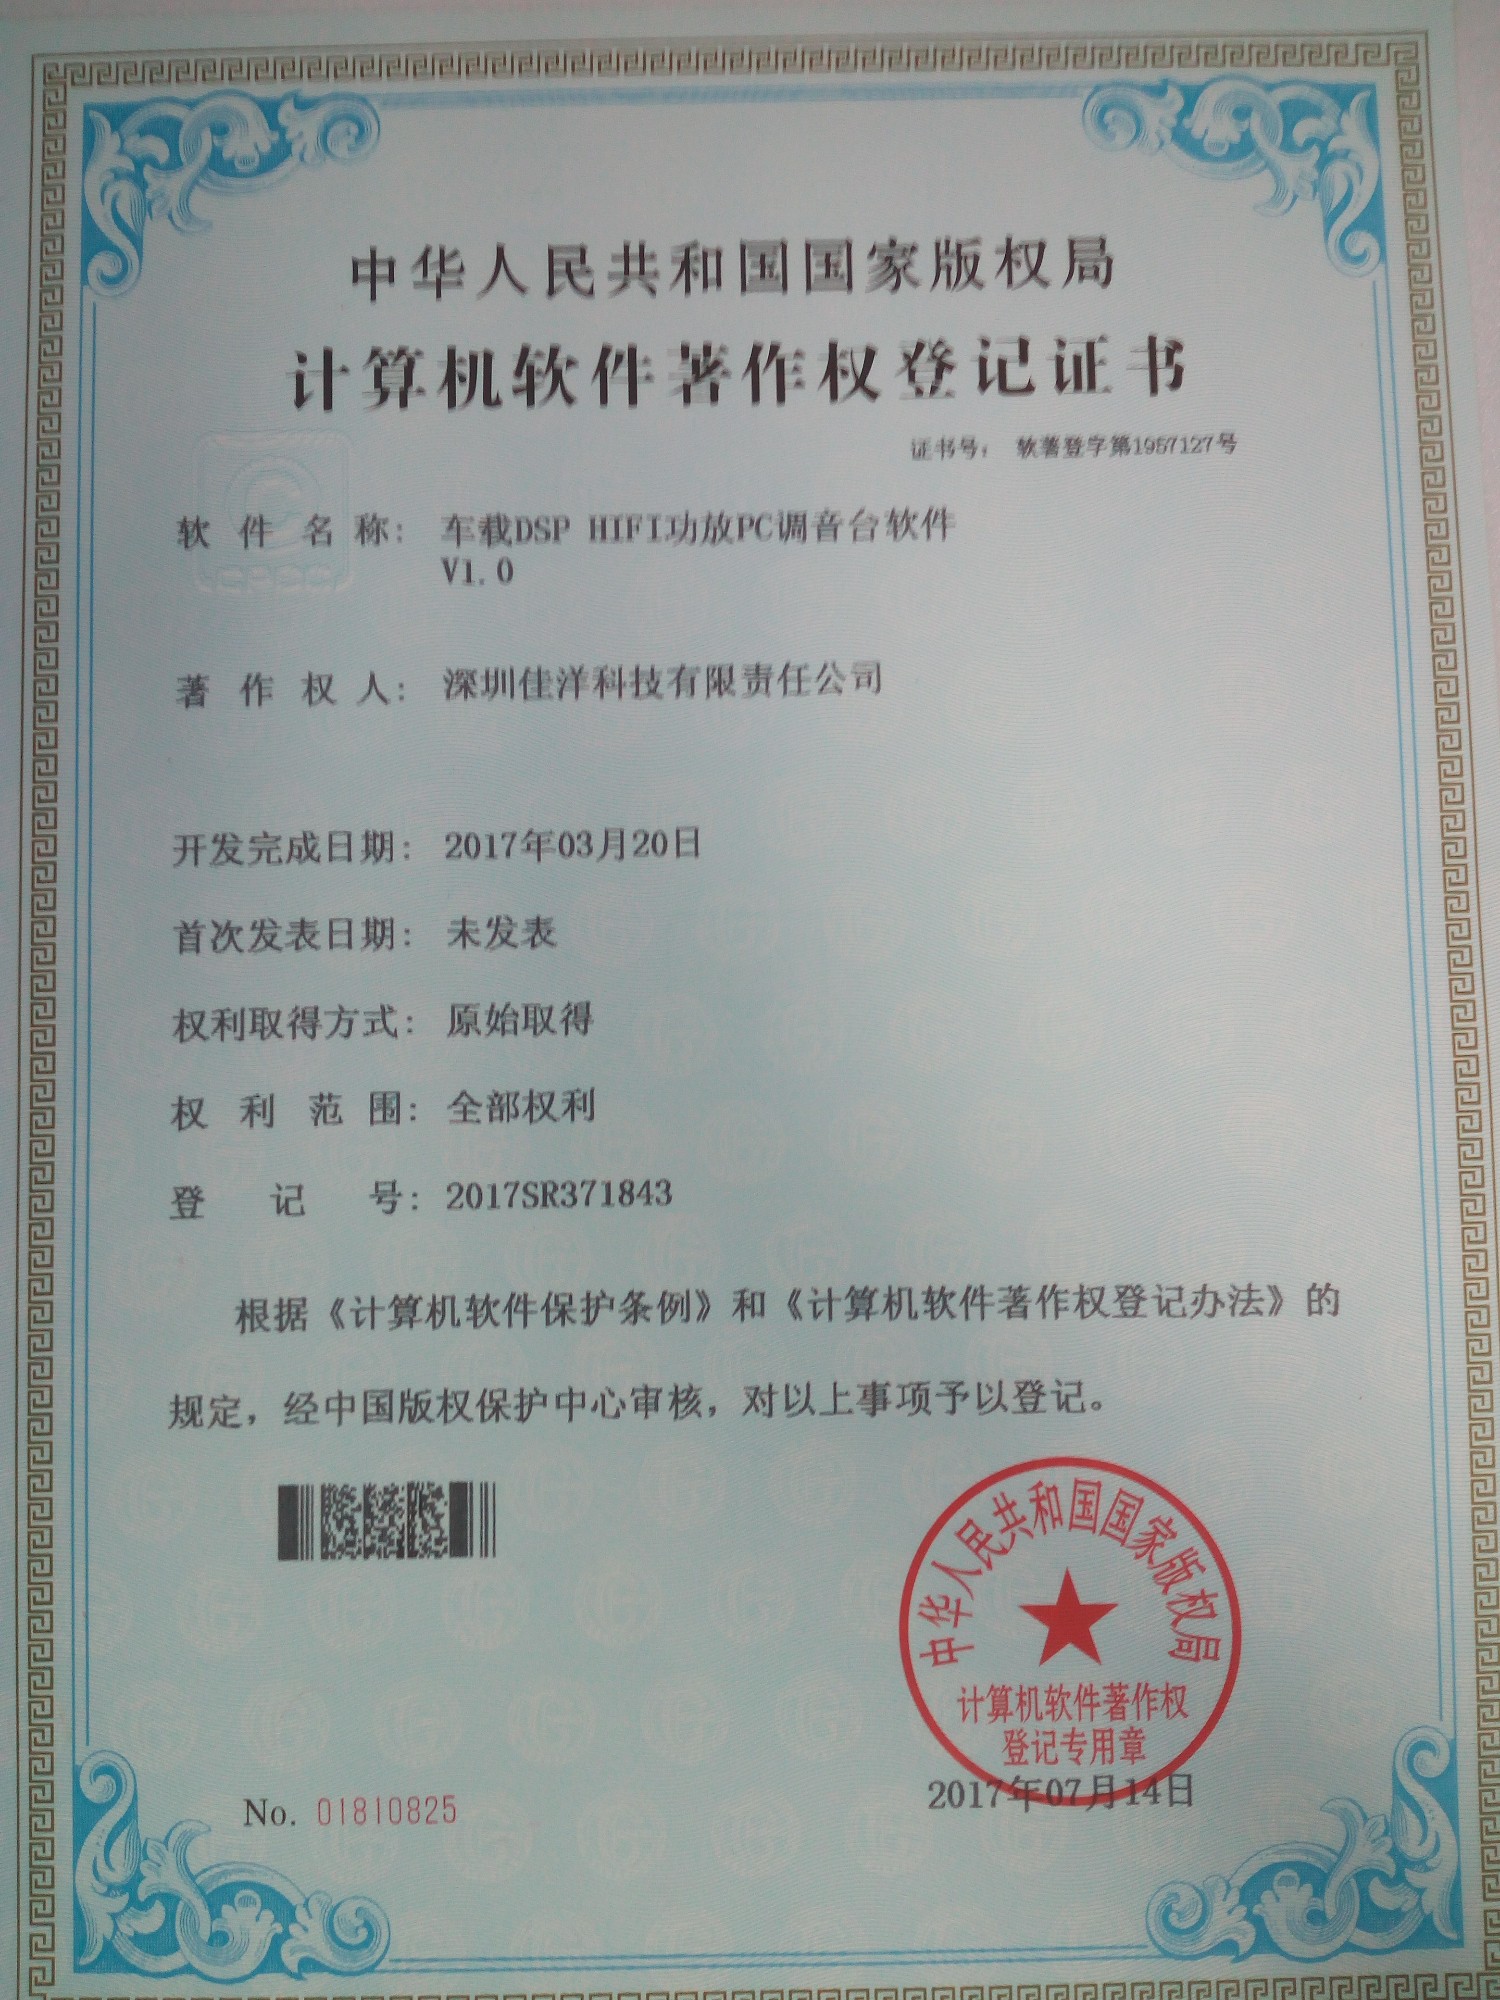 中华人民共和国国家版权局
计算机软件著作权登记证书
证书号： 软著登字第1957127号
软件名称： 车载DSP HIFI功放PC调音台软件
V1.0
著作权人： 深圳佳洋科技有限责任公司
开发完成日期： 2017年03月20日
首次发表日期： 未发表
权利取得方式： 原始取得
权利范围： 全部权利
登记号： 2017SR371843
根据《计算机软件保护条例》和《计算机软件著作权登记办法》的
规定，经中国版权保护中心审核，对以上事项予以登记。
中华人民共和国国家版权局
计算机软件著作权
登记专用章
2017年07月14日
No. 01810825
CPCC